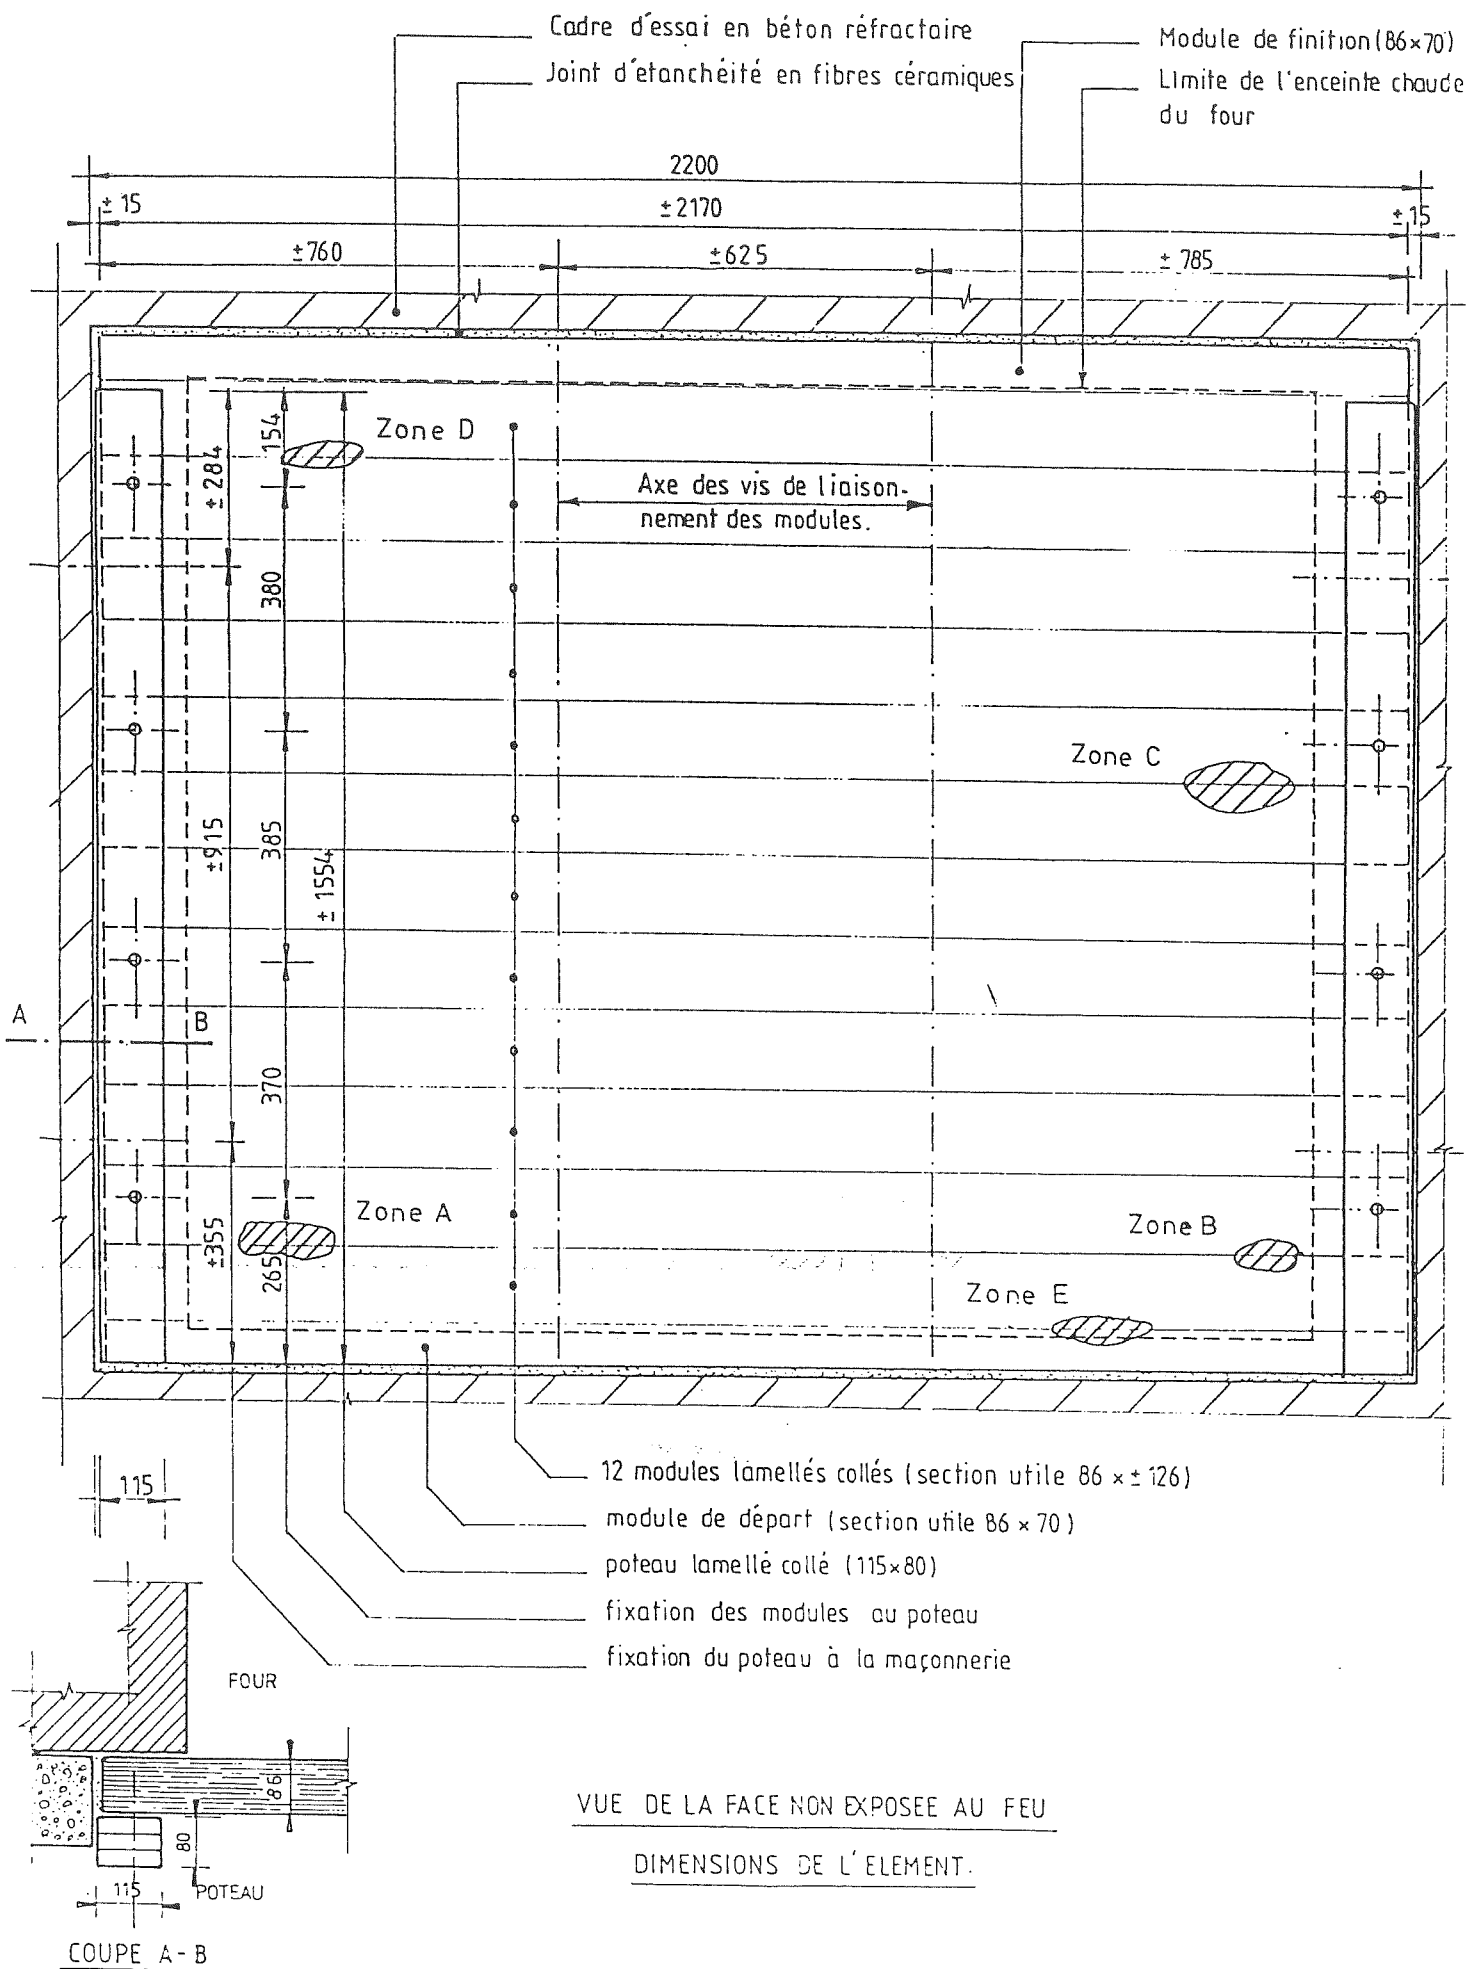 Cadre d'essai en béton réfractaire
Joint d'etanchéité en fibres céramiques
Module de finition (86×70)
Limite de l'enceinte chaude
du four
2200
± 15
±2170
± 15
±760
±625
± 785
Zone D
154
±284
Axe des vis de liaison-
nement des modules.
380
Zone C
±915
385
± 1554
A
B
370
Zone A
Zone B
±355
265
Zone E
12 modules lamellés collés (section utile 86 × ± 126)
115
module de départ (section utile 86 × 70)
poteau lamellé collé (115×80)
fixation des modules au poteau
fixation du poteau à la maçonnerie
FOUR
86
80
115
POTEAU
COUPE A-B
VUE DE LA FACE NON EXPOSEE AU FEU
DIMENSIONS DE L'ELEMENT.